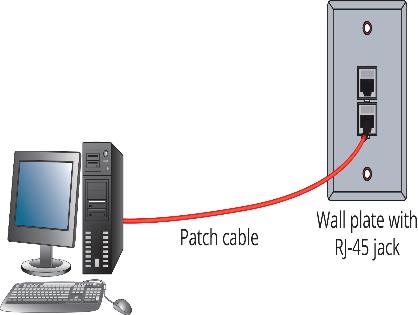 Patch cable
Wall plate with
RJ-45 jack